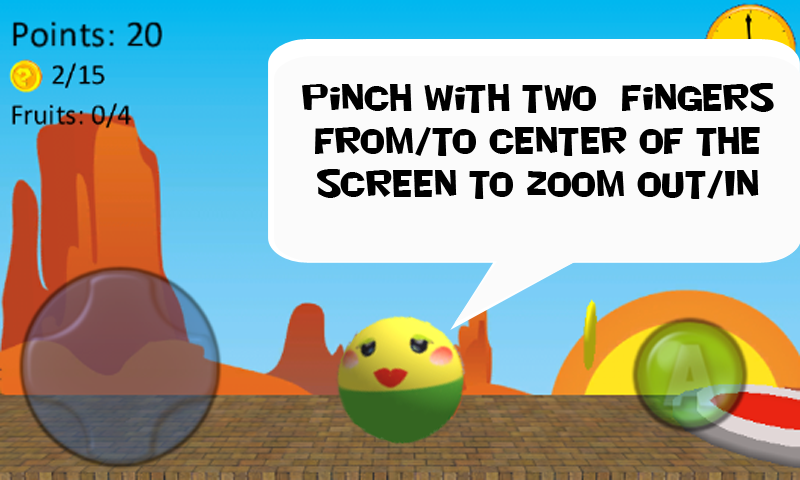 Points: 20
2/15
Fruits: 0/4
PiNCH WiTH TWO FiNGERS
FROM/TO CENTER OF THE
SCREEN TO ZOOM OUT/IN
A